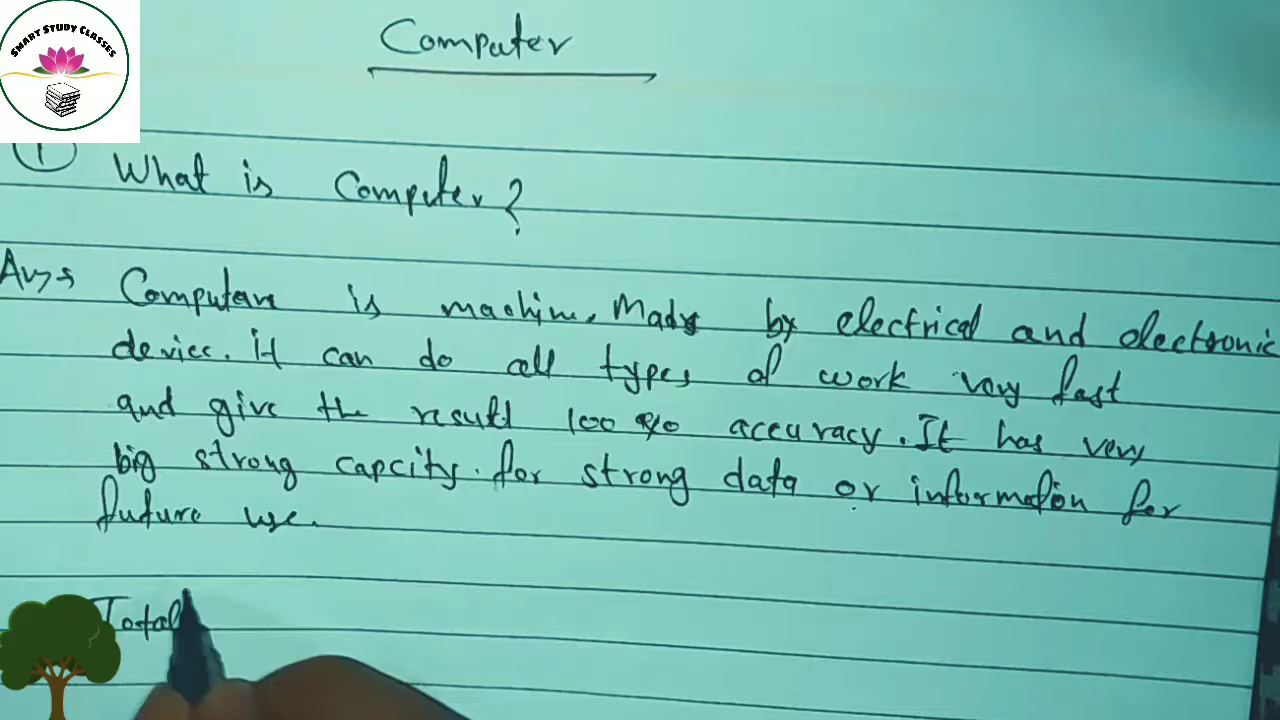 SMART STUDY CLASSES
Computer
1 What is Computer?
Ans Computer is machine. Made by electrical and electronic
device. it can do all types of work very fast
and give the result 100% accuracy. It has very
big strong capcity. for strong data or information for
future use.
Total